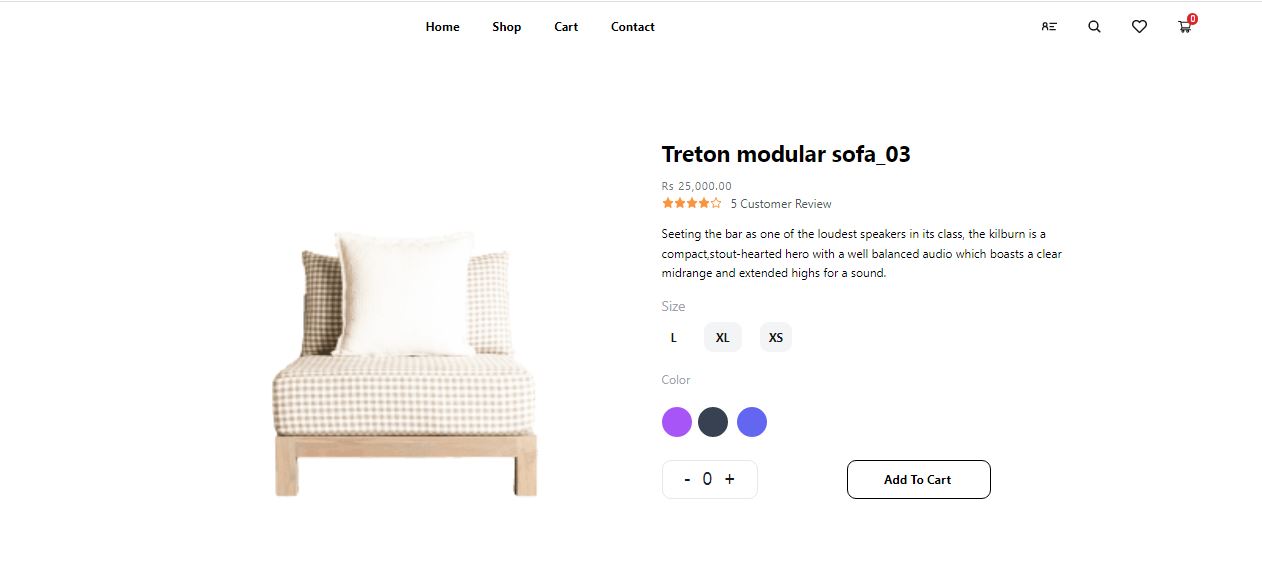 Home Shop Cart Contact
0
Treton modular sofa_03
Rs 25,000.00
5 Customer Review
Seeting the bar as one of the loudest speakers in its class, the kilburn is a
compact,stout-hearted hero with a well balanced audio which boasts a clear
midrange and extended highs for a sound.
Size
L XL XS
Color
- 0 + Add To Cart